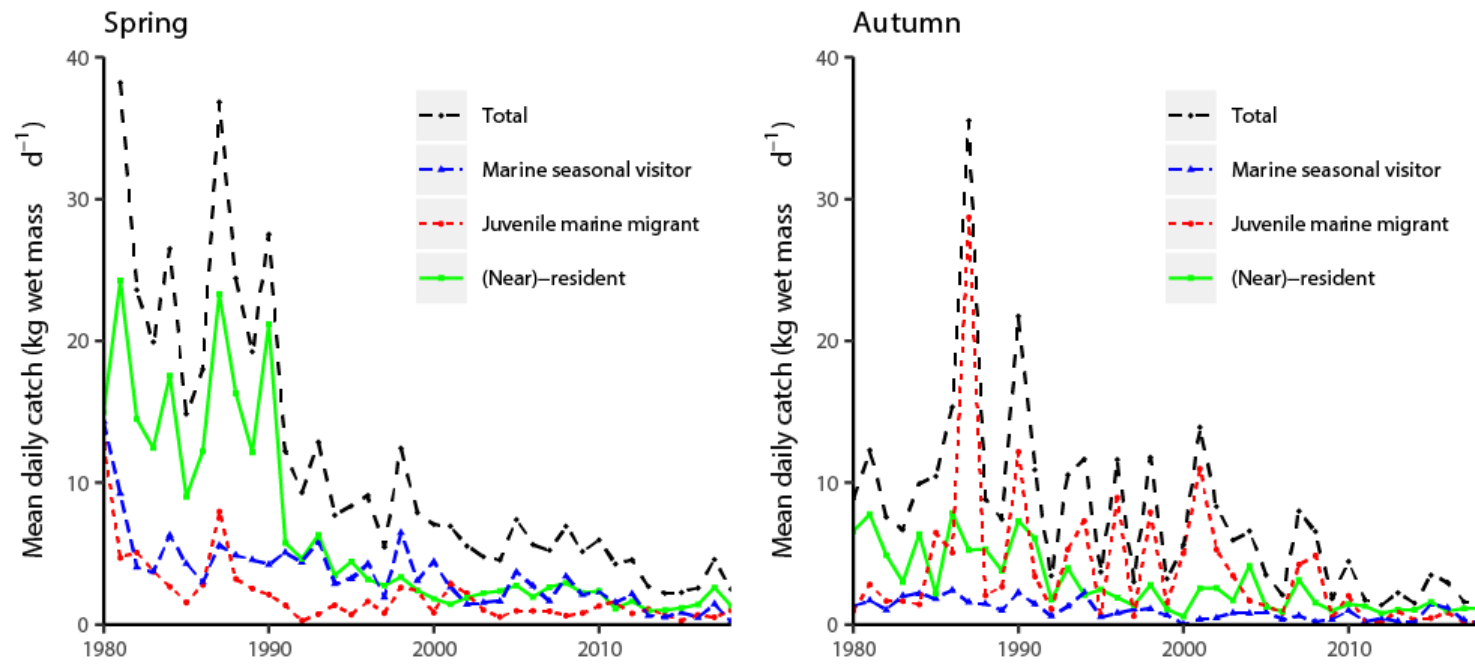 Spring
Mean daily catch (kg wet mass d−1)
40
30
20
10
0
1980 1990 2000 2010
Total
Marine seasonal visitor
Juvenile marine migrant
(Near)−resident
Autumn
Mean daily catch (kg wet mass d−1)
40
30
20
10
0
1980 1990 2000 2010
Total
Marine seasonal visitor
Juvenile marine migrant
(Near)−resident